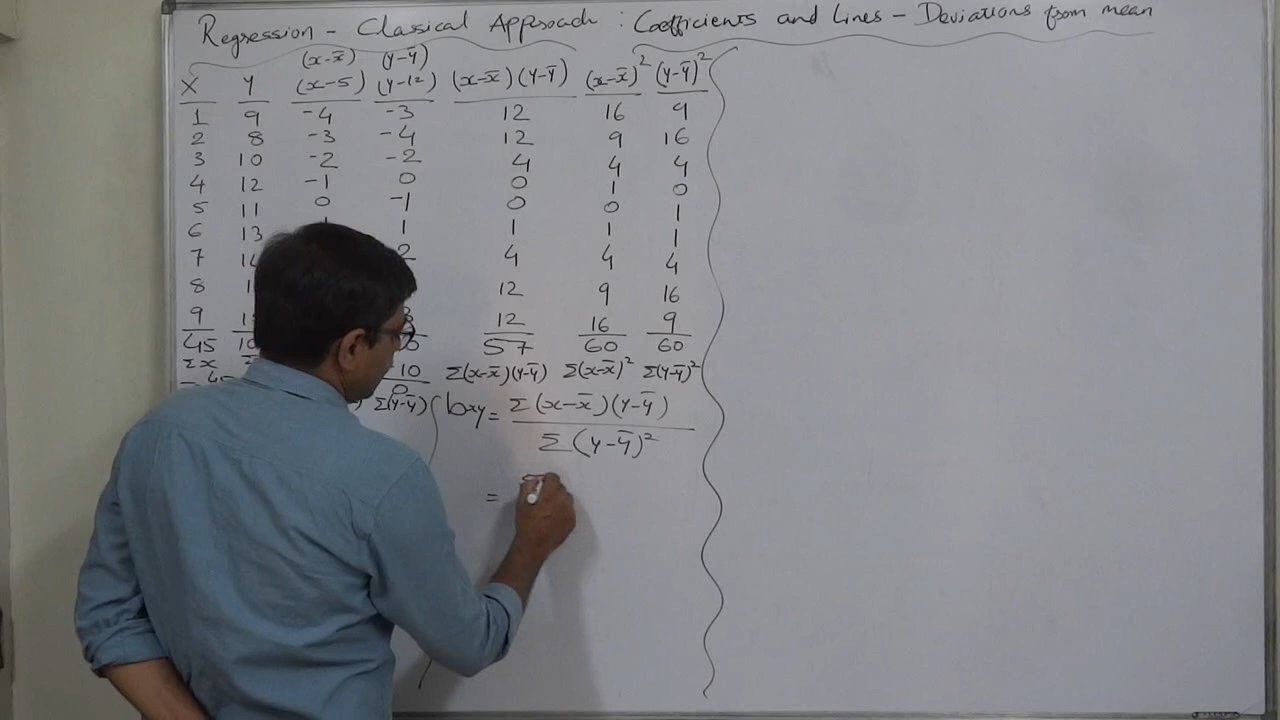 Regression - Classical Approach : Coefficients and Lines - Deviations from mean
(x-x̄) (y-ȳ)
X Y (x-5) (y-12) (x-x̄)(y-ȳ) (x-x̄)² (y-ȳ)²
1 9 -4 -3 12 16 9
2 8 -3 -4 12 9 16
3 10 -2 -2 4 4 4
4 12 -1 0 0 1 0
5 11 0 -1 0 0 1
6 13 1 1 1 1
7 2 4 4 4
8 12 9 16
9 3 12 16 9
45 57 60 60
Σx 10 Σ(x-x̄)(y-ȳ) Σ(x-x̄)² Σ(y-ȳ)²
0
Σ(y-ȳ) bxy = Σ(x-x̄)(y-ȳ)
Σ(y-ȳ)²
=